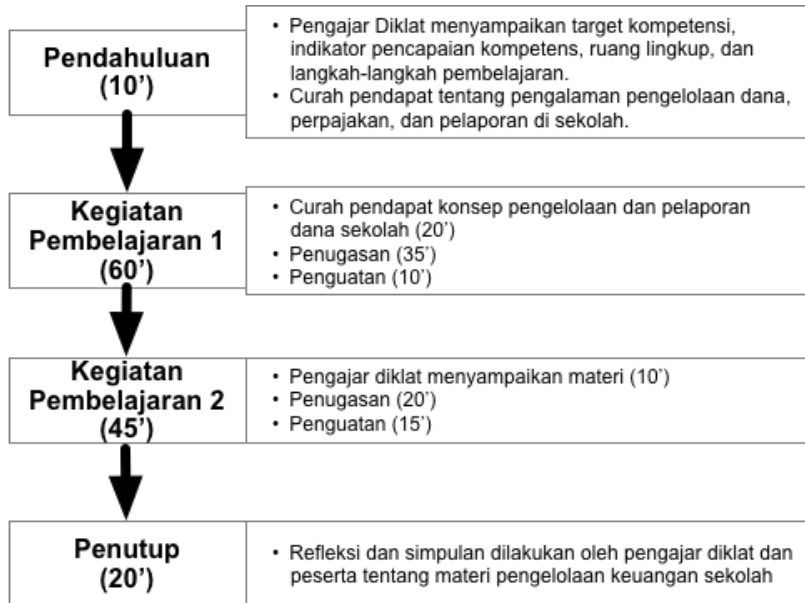 Pendahuluan
(10’)
• Pengajar Diklat menyampaikan target kompetensi,
indikator pencapaian kompetens, ruang lingkup, dan
langkah-langkah pembelajaran.
• Curah pendapat tentang pengalaman pengelolaan dana,
perpajakan, dan pelaporan di sekolah.
Kegiatan
Pembelajaran 1
(60’)
• Curah pendapat konsep pengelolaan dan pelaporan
dana sekolah (20’)
• Penugasan (35’)
• Penguatan (10’)
Kegiatan
Pembelajaran 2
(45’)
• Pengajar diklat menyampaikan materi (10’)
• Penugasan (20’)
• Penguatan (15’)
Penutup
(20’)
• Refleksi dan simpulan dilakukan oleh pengajar diklat dan
peserta tentang materi pengelolaan keuangan sekolah